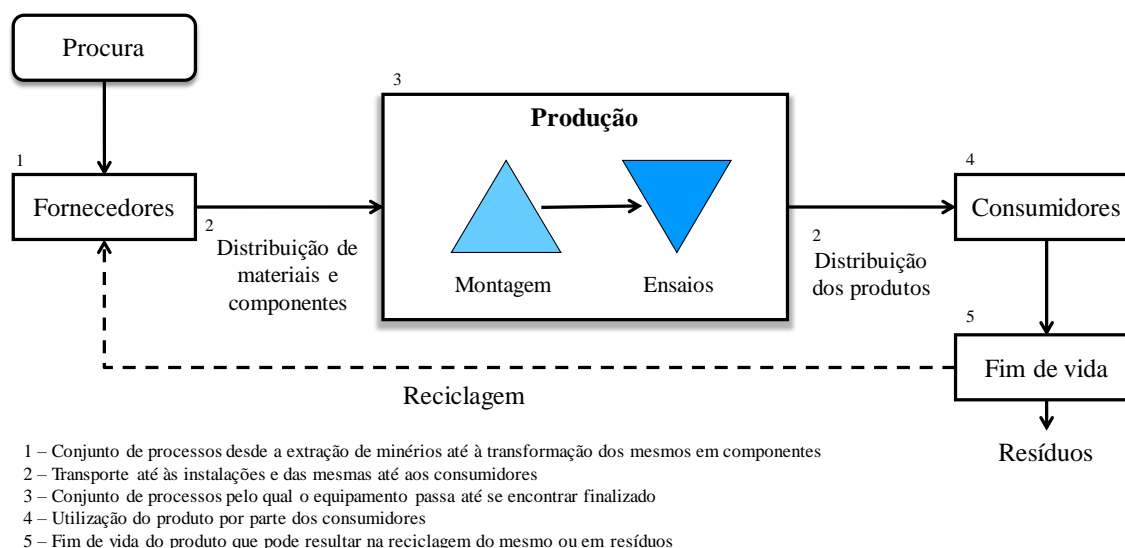 Procura
1
Fornecedores
2
Distribuição de
materiais e
componentes
3
Produção
Montagem
Ensaios
2
Distribuição
dos produtos
4
Consumidores
5
Fim de vida
Reciclagem
Resíduos
1 – Conjunto de processos desde a extração de minérios até à transformação dos mesmos em componentes
2 – Transporte até às instalações e das mesmas até aos consumidores
3 – Conjunto de processos pelo qual o equipamento passa até se encontrar finalizado
4 – Utilização do produto por parte dos consumidores
5 – Fim de vida do produto que pode resultar na reciclagem do mesmo ou em resíduos